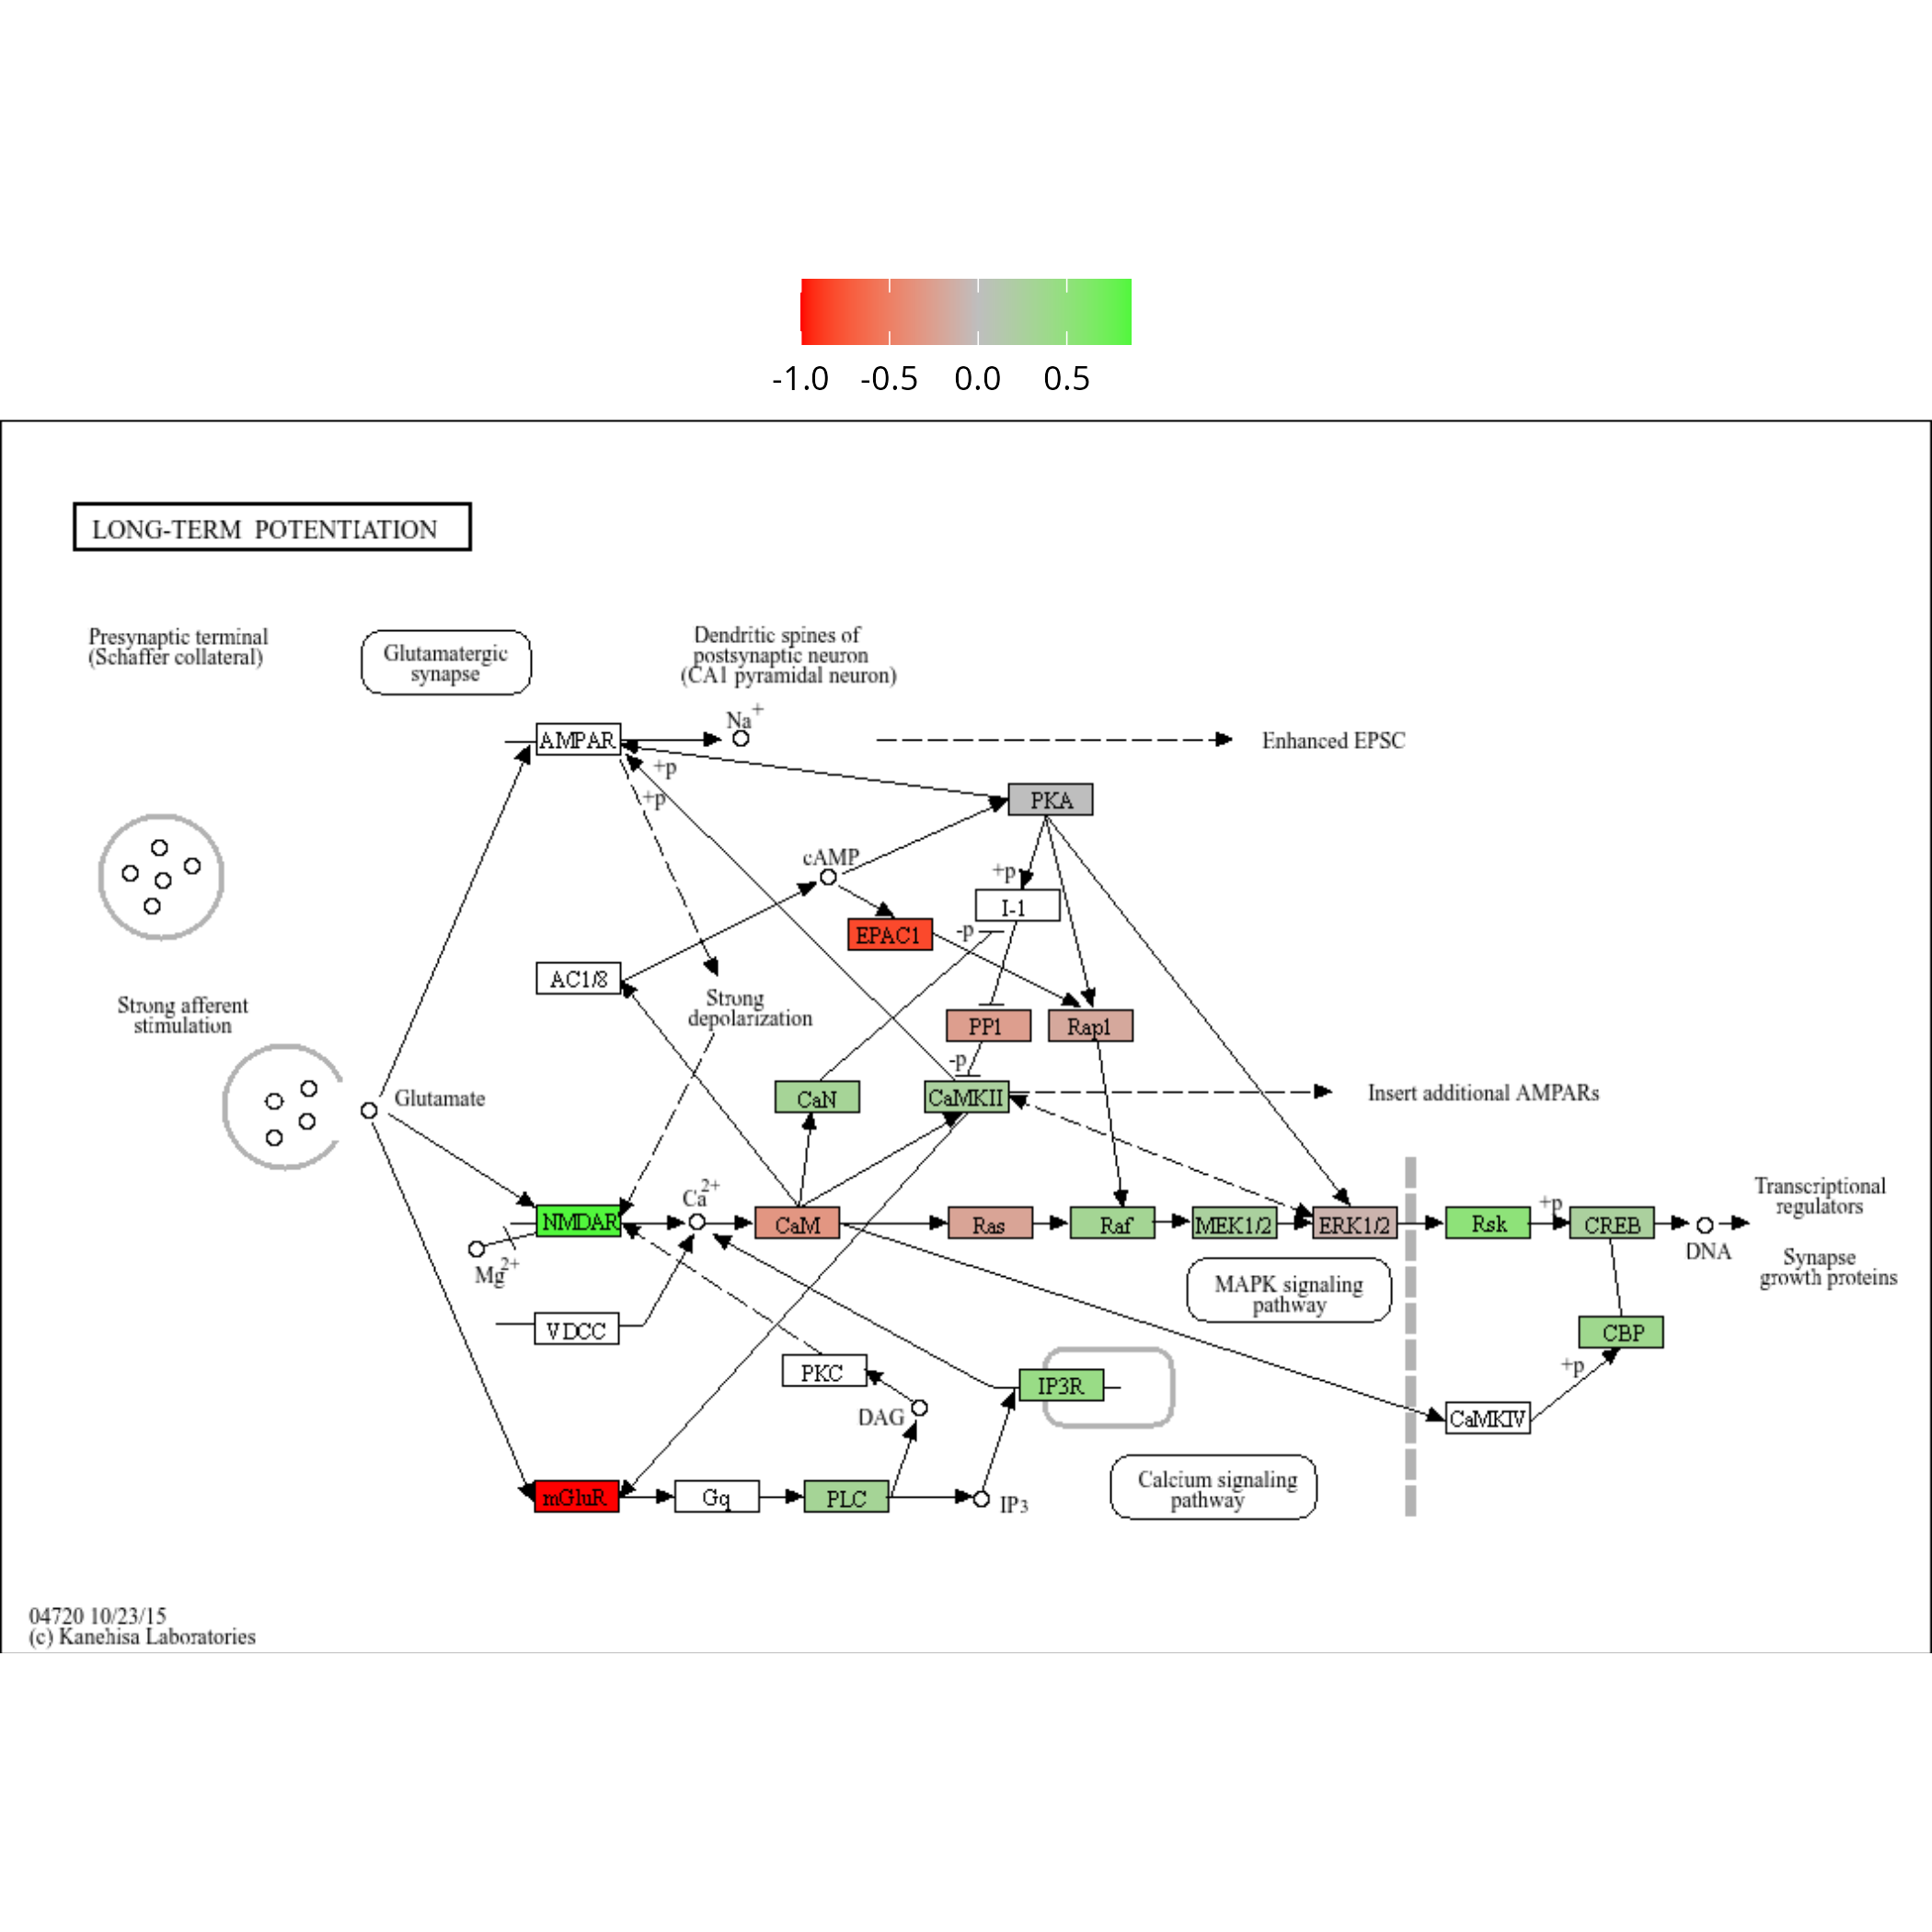 -1.0 -0.5 0.0 0.5
LONG-TERM POTENTIATION
Presynaptic terminal
(Schaffer collateral)
Glutamatergic
synapse
Dendritic spines of
postsynaptic neuron
(CA1 pyramidal neuron)
Na+
AMPAR
Enhanced EPSC
+p
+p
PKA
cAMP
+p
I-1
EPAC1
-p
AC1/8
Strong afferent
stimulation
Strong
depolarization
PP1
Rap1
-p
Glutamate
CaN
CaMKII
Insert additional AMPARs
Ca2+
NMDAR
CaM
Ras
Raf
MEK1/2
ERK1/2
Rsk
+p
CREB
DNA
Transcriptional
regulators
Synapse
growth proteins
Mg2+
MAPK signaling
pathway
VDCC
CBP
PKC
+p
IP3R
DAG
CaMKIV
mGluR
Gq
PLC
IP3
Calcium signaling
pathway
04720 10/23/15
(c) Kanehisa Laboratories